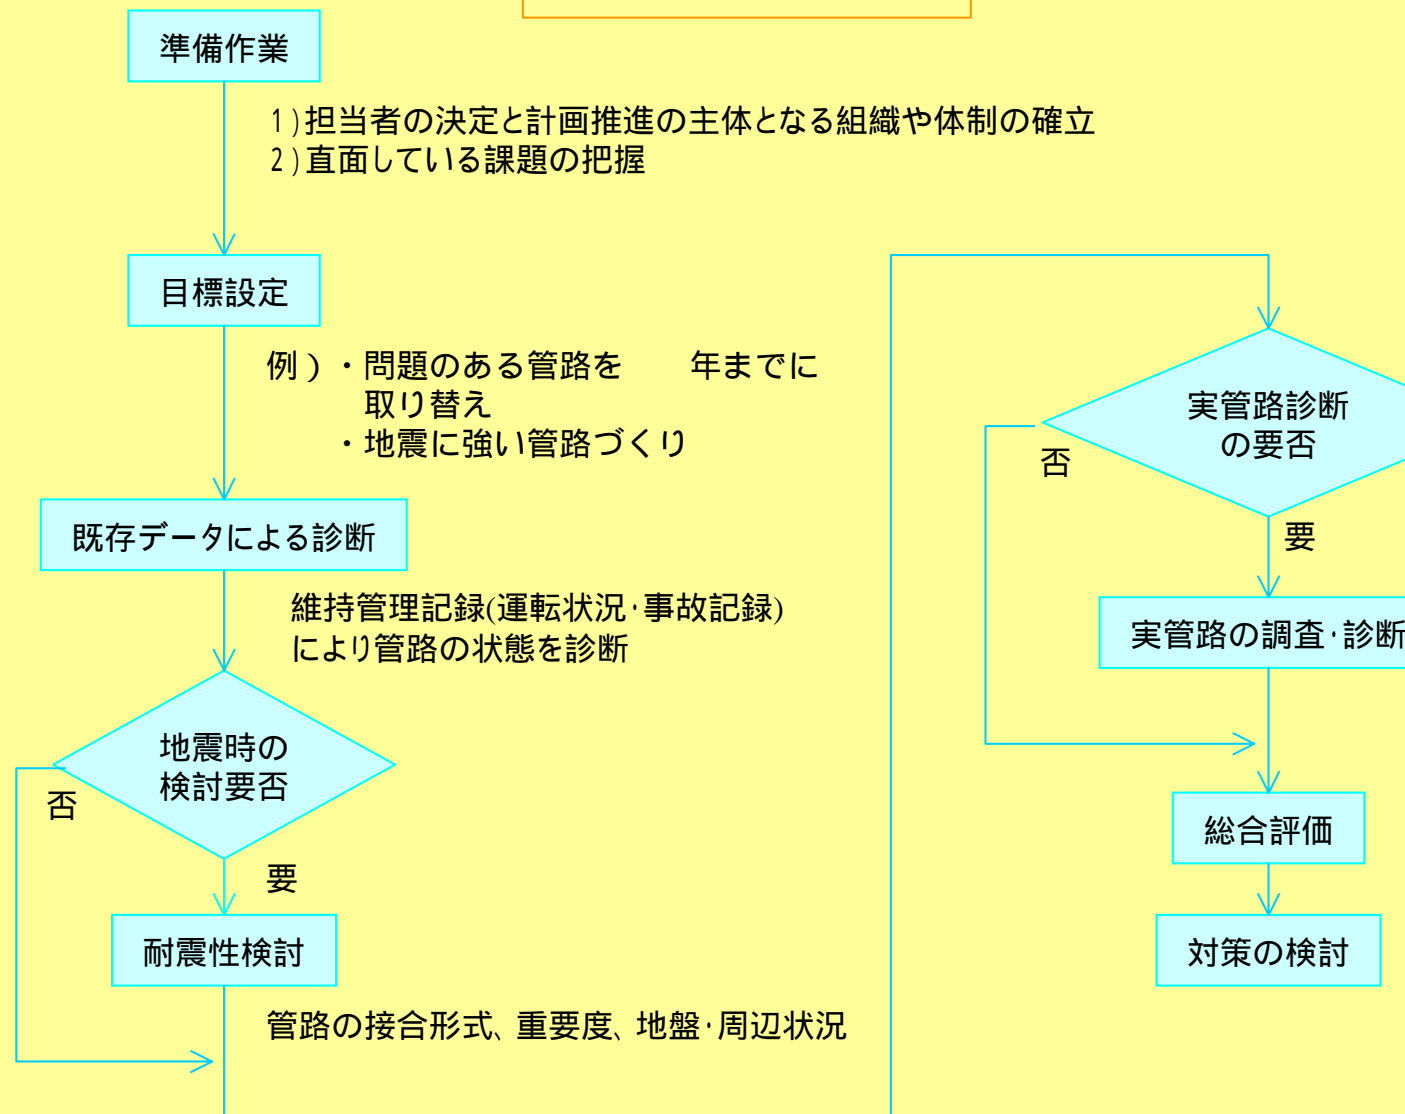 準備作業
1)担当者の決定と計画推進の主体となる組織や体制の確立
2)直面している課題の把握
目標設定
例）・問題のある管路を　　年までに
取り替え
・地震に強い管路づくり
既存データによる診断
維持管理記録(運転状況・事故記録)
により管路の状態を診断
地震時の
検討要否
否
要
耐震性検討
管路の接合形式、重要度、地盤・周辺状況
実管路診断
の要否
否
要
実管路の調査・診断
総合評価
対策の検討